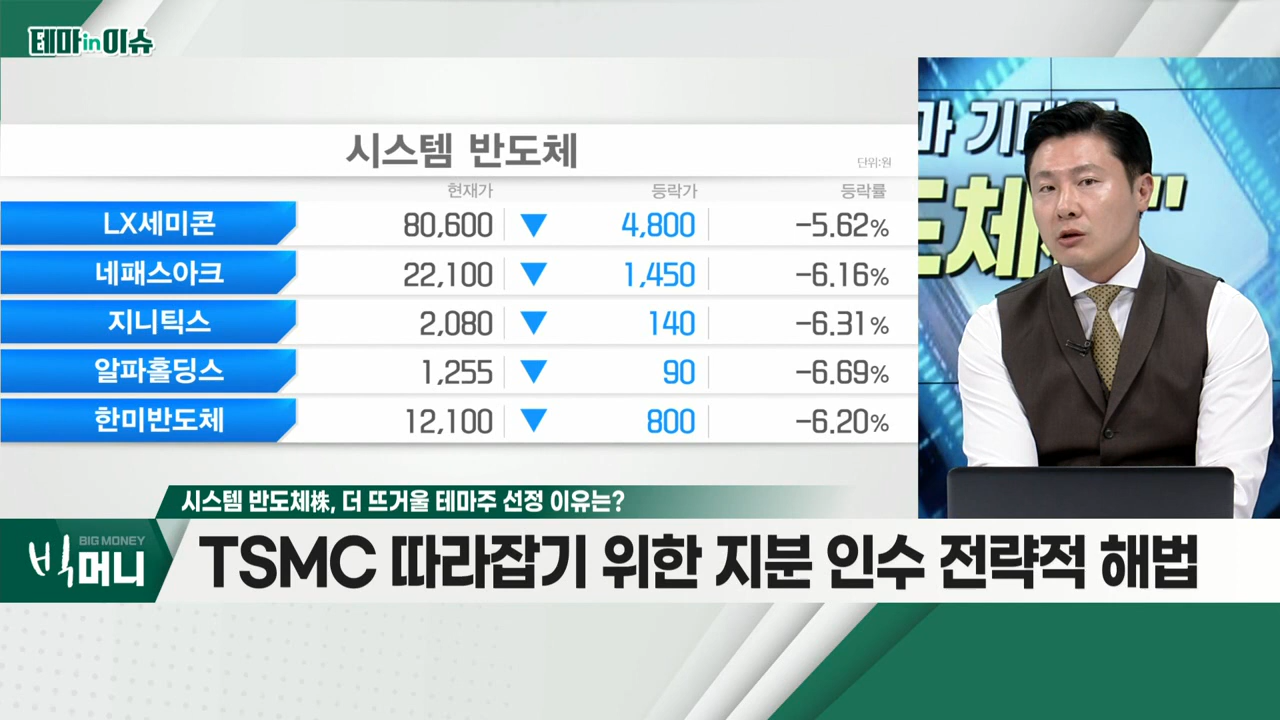 테마in이슈
시스템 반도체
단위:원
현재가 등락가 등락률
LX세미콘 80,600 ▼ 4,800 -5.62%
네패스아크 22,100 ▼ 1,450 -6.16%
지니틱스 2,080 ▼ 140 -6.31%
알파홀딩스 1,255 ▼ 90 -6.69%
한미반도체 12,100 ▼ 800 -6.20%
마 기대
도체
"
시스템 반도체株, 더 뜨거울 테마주 선정 이유는?
BIG MONEY
빅머니
TSMC 따라잡기 위한 지분 인수 전략적 해법